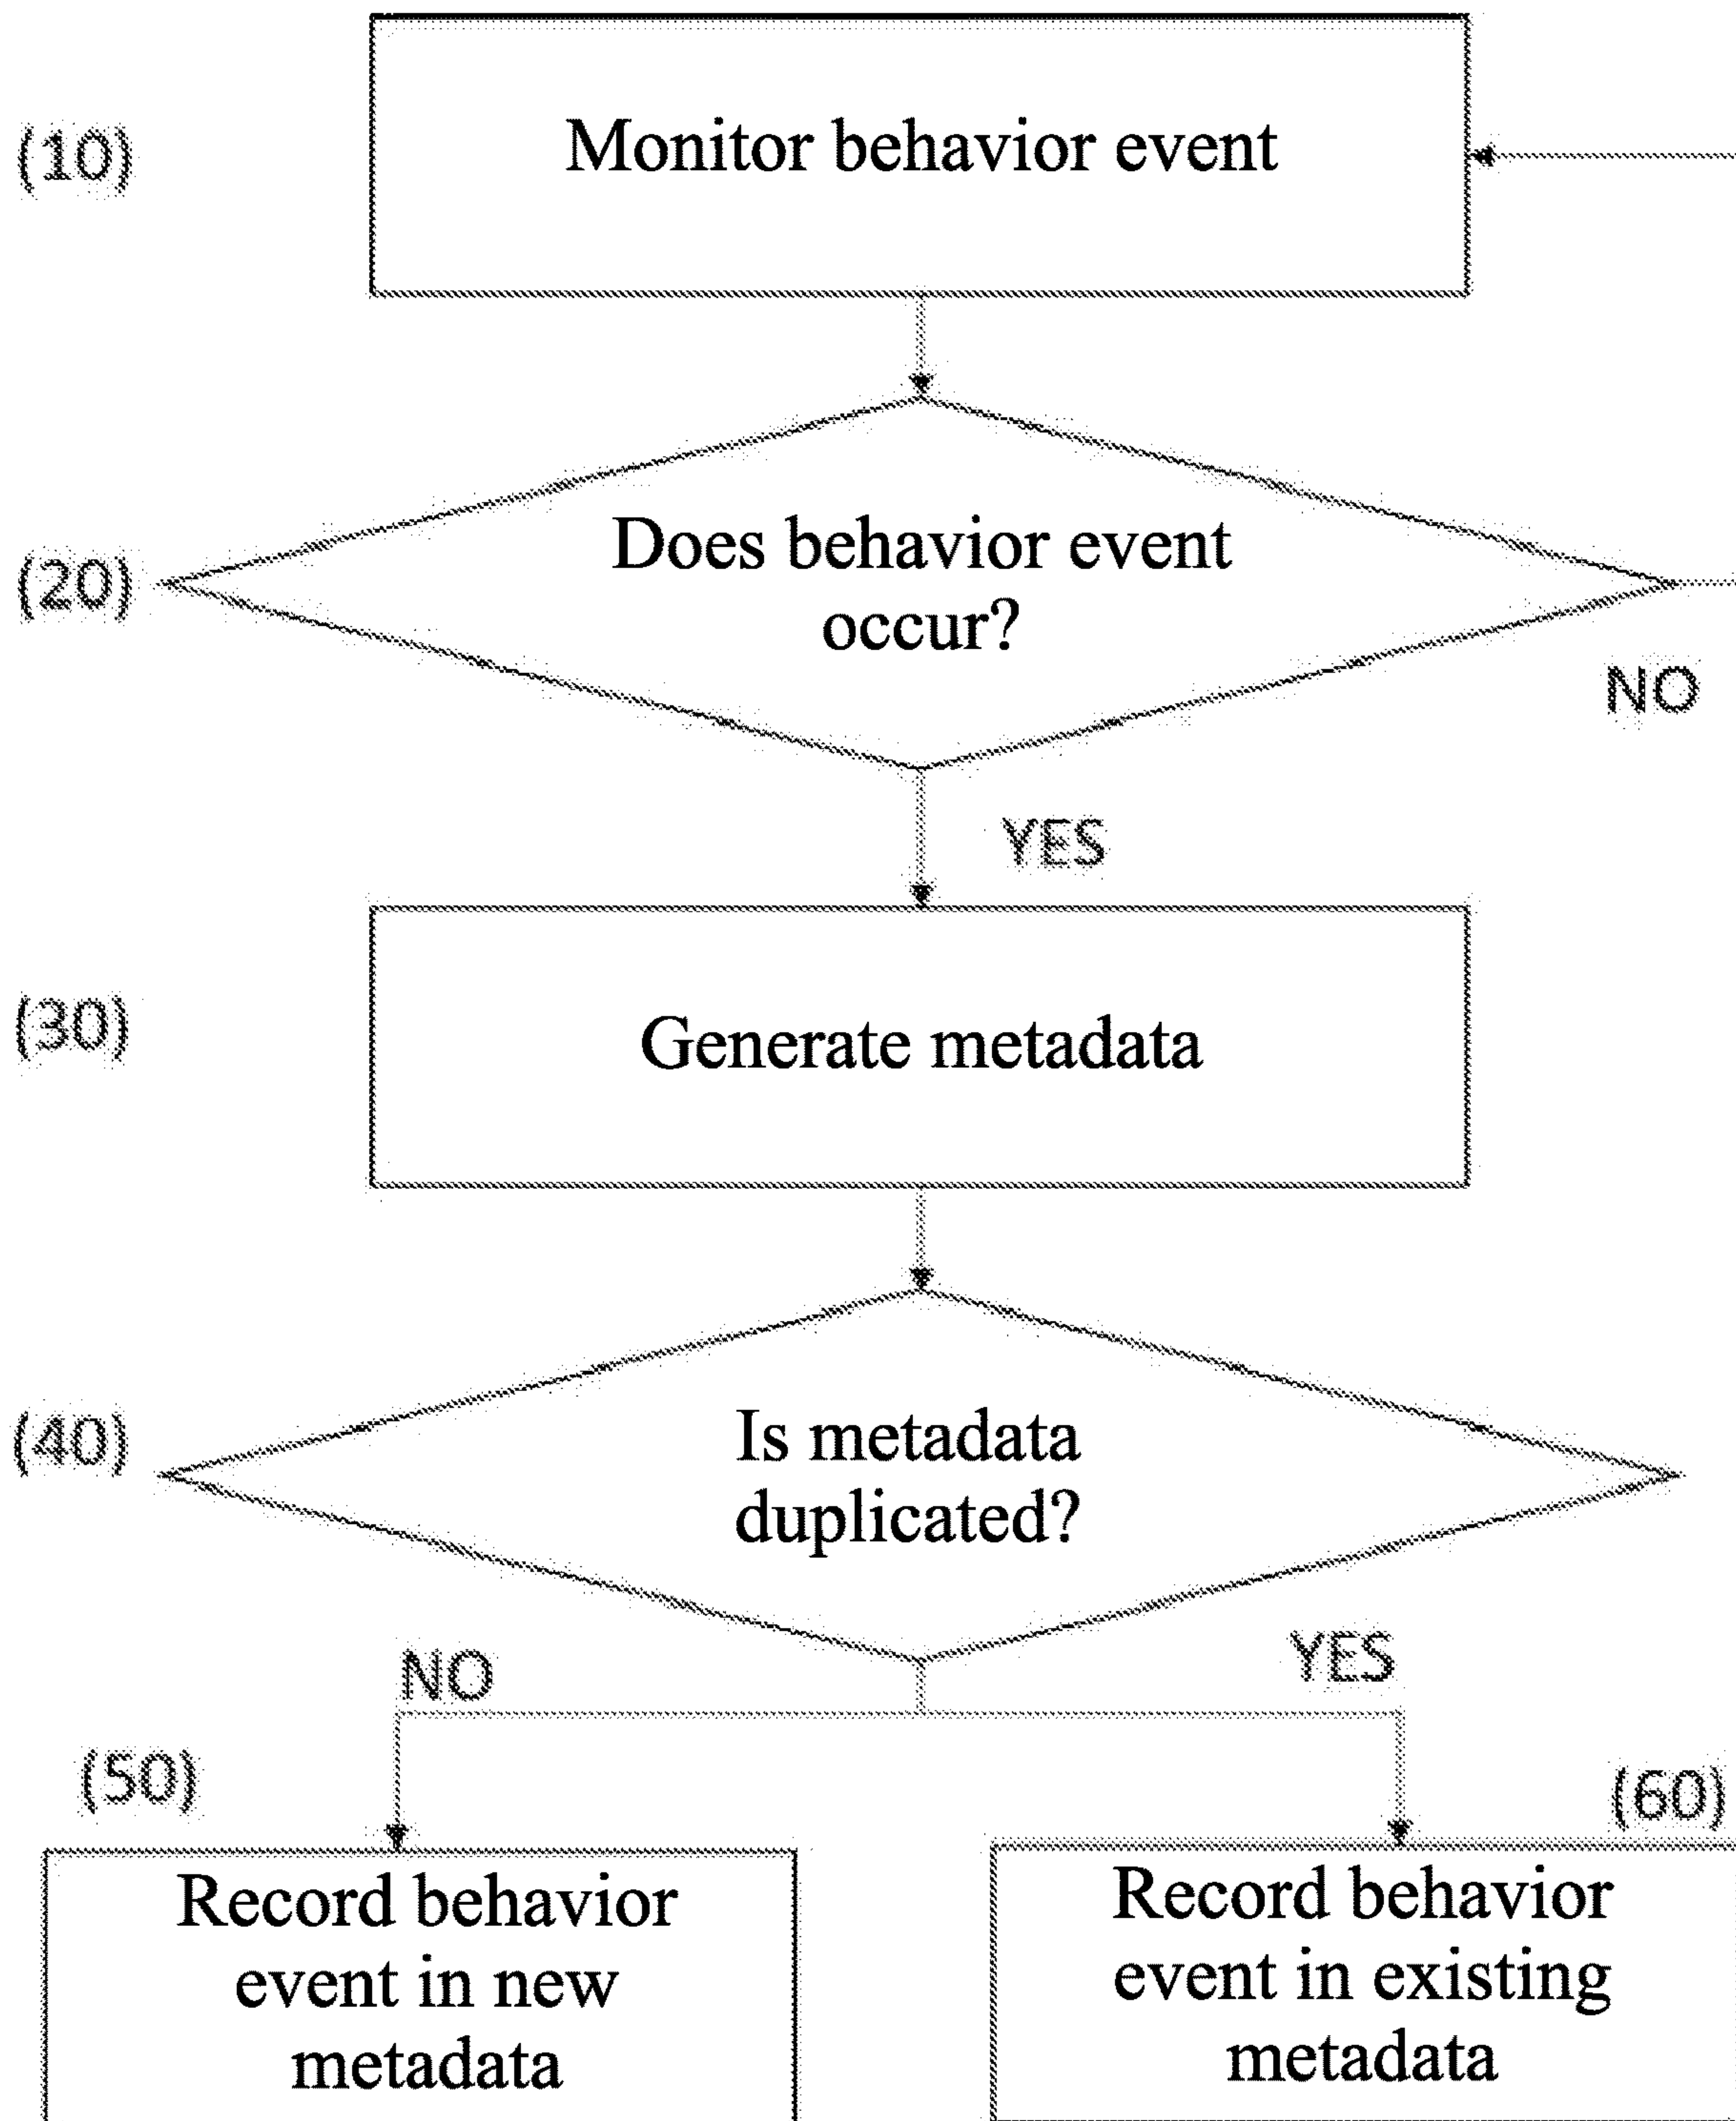 (10)
Monitor behavior event
(20)
Does behavior event
occur?
NO
YES
(30)
Generate metadata
(40)
Is metadata
duplicated?
NO
YES
(50)
(60)
Record behavior
event in new
metadata
Record behavior
event in existing
metadata